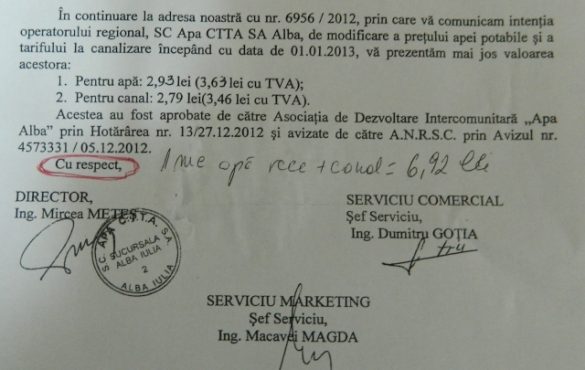 În continuare la adresa noastră cu nr. 6956 / 2012, prin care vă comunicam intenția
operatorului regional, SC Apa CTTA SA Alba, de modificare a prețului apei potabile și a
tarifului la canalizare începând cu data de 01.01.2013, vă prezentăm mai jos valoarea
acestora:
1. Pentru apă: 2,93 lei (3,63 lei cu TVA);
2. Pentru canal: 2,79 lei(3,46 lei cu TVA).
Acestea au fost aprobate de către Asociația de Dezvoltare Intercomunitară „Apa
Alba” prin Hotărârea nr. 13/27.12.2012 și avizate de către A.N.R.S.C. prin Avizul nr.
4573331 / 05.12.2012.
Cu respect, 1 mc apă rece + canal = 6,92 lei
DIRECTOR,
Ing. Mircea METEȘ
SERVICIU COMERCIAL
Șef Serviciu,
Ing. Dumitru GOȚIA
S.C. APA C.T.T.A. S.A.
SUCURSALA
ALBA IULIA
2
ALBA IULIA
SERVICIU MARKETING
Șef Serviciu,
Ing. Macavei MAGDA